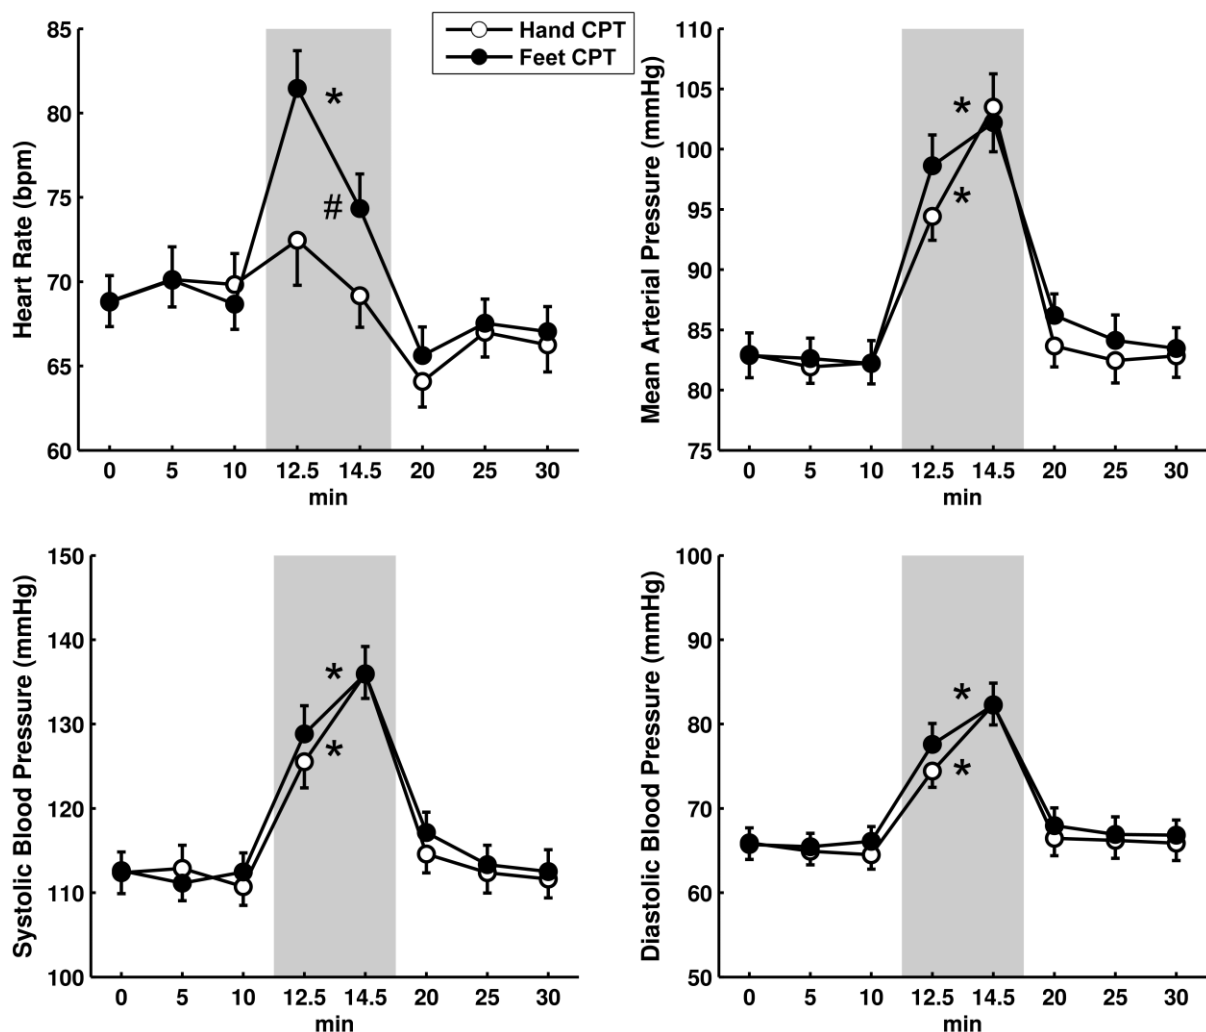 Hand CPT
Feet CPT
Heart Rate (bpm)
85
80
75
70
65
60
*
#
0 5 10 12.5 14.5 20 25 30
min
Mean Arterial Pressure (mmHg)
110
105
100
95
90
85
80
75
*
*
0 5 10 12.5 14.5 20 25 30
min
Systolic Blood Pressure (mmHg)
150
140
130
120
110
100
*
*
0 5 10 12.5 14.5 20 25 30
min
Diastolic Blood Pressure (mmHg)
100
90
80
70
60
50
*
*
0 5 10 12.5 14.5 20 25 30
min